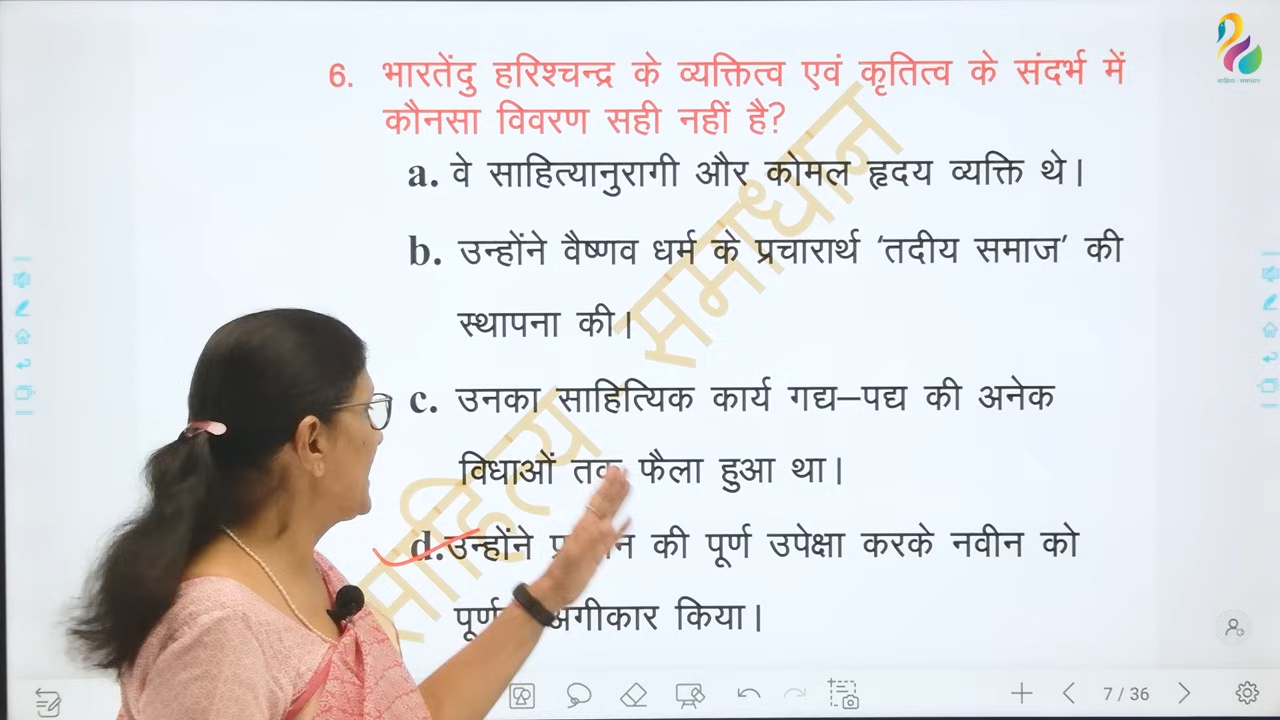 6. भारतेंदु हरिश्चन्द्र के व्यक्तित्व एवं कृतित्व के संदर्भ में
कौनसा विवरण सही नहीं है?
a. वे साहित्यानुरागी और कोमल हृदय व्यक्ति थे।
b. उन्होंने वैष्णव धर्म के प्रचारार्थ ‘तदीय समाज’ की
स्थापना की।
c. उनका साहित्यिक कार्य गद्य–पद्य की अनेक
विधाओं तक फैला हुआ था।
d. उन्होंने की पूर्ण उपेक्षा करके नवीन को
अंगीकार किया।
साहित्य समाधान
साहित्य - समाधान
7 / 36